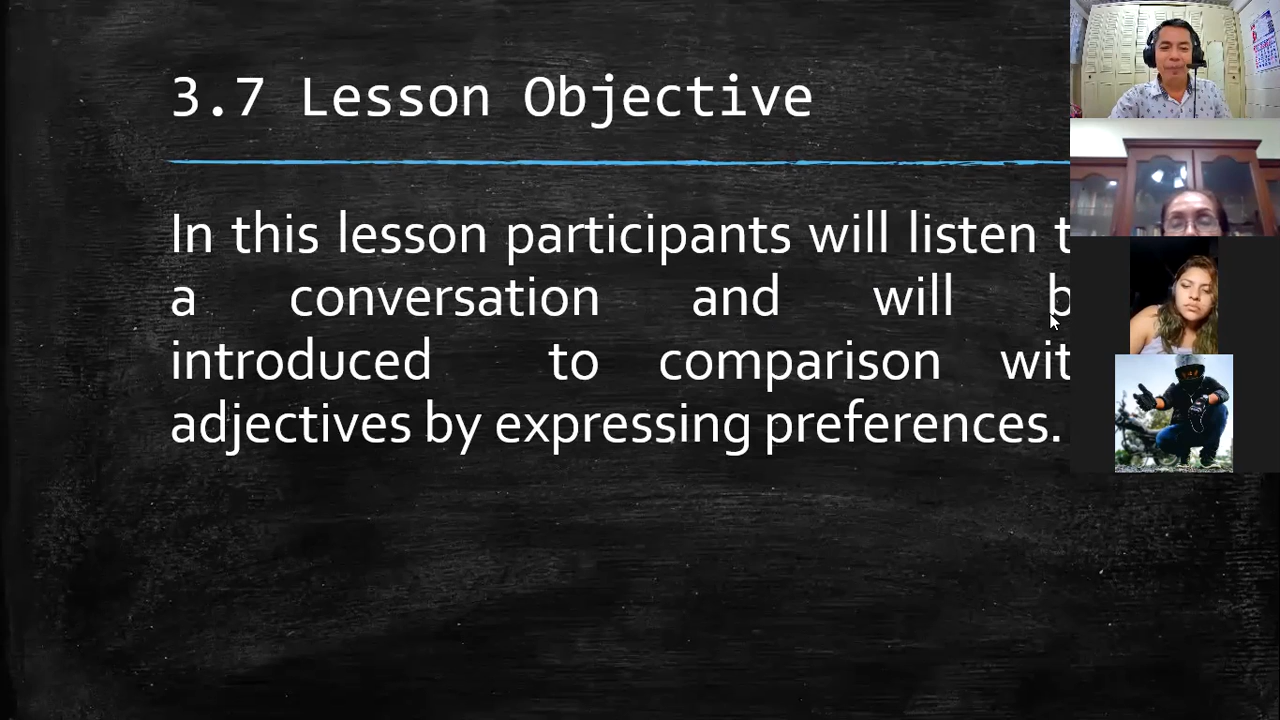 3.7 Lesson Objective
In this lesson participants will listen
a conversation and will
introduced to comparison
adjectives by expressing preferences.